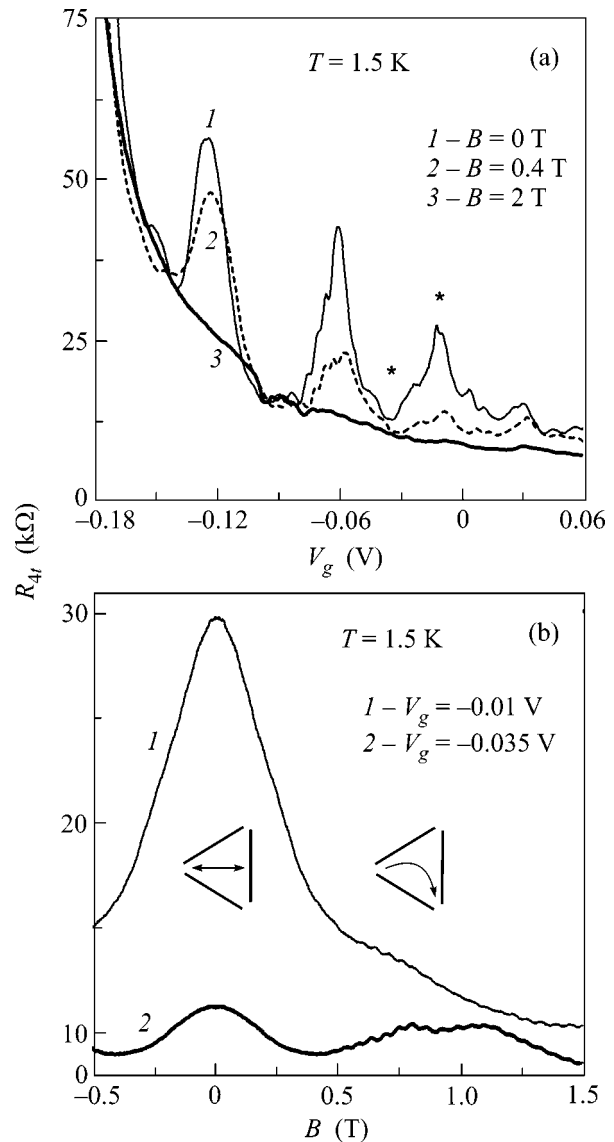 75
50
25
0
T = 1.5 K
(a)
1 – B = 0 T
2 – B = 0.4 T
3 – B = 2 T
1
2
3
*
*
–0.18
–0.12
–0.06
0
0.06
V_g (V)
R_4t (kΩ)
30
20
10
0
T = 1.5 K
(b)
1 – V_g = –0.01 V
2 – V_g = –0.035 V
1
2
–0.5
0
0.5
1.0
1.5
B (T)